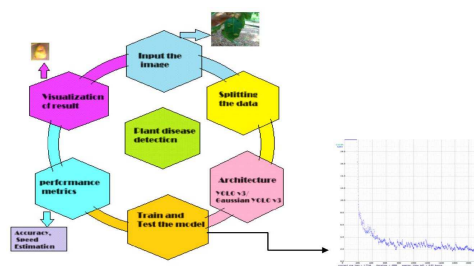 Input the
image
Splitting
the data
Architecture
YOLO v3/
Gaussian YOLO v3
Train and
Test the model
performance
metrics
Accuracy,
Speed
Estimation
Visualization
of result
Plant disease
detection